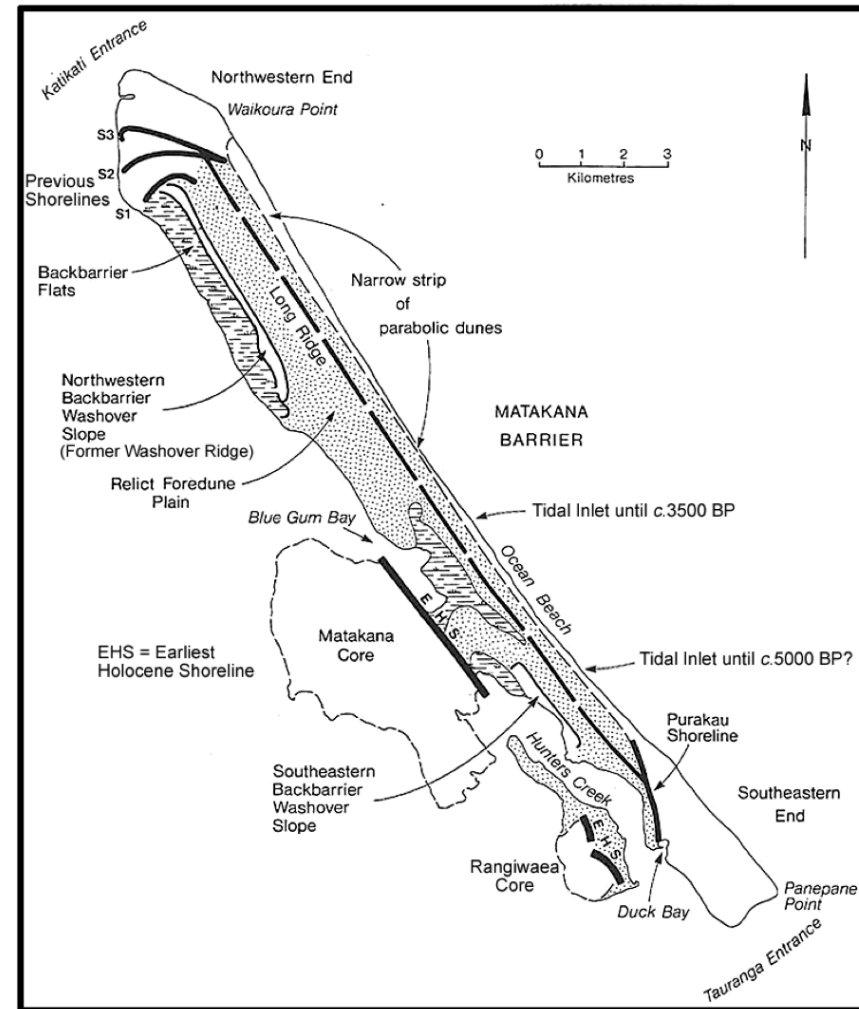 Katikati Entrance
Northwestern End
Waikoura Point
N
0 1 2 3
Kilometres
S3
S2
Previous
Shorelines
S1
Backbarrier
Flats
Narrow strip
of
parabolic dunes
Long Ridge
Northwestern
Backbarrier
Washover
Slope
(Former Washover Ridge)
MATAKANA
BARRIER
Relict Foredune
Plain
Tidal Inlet until c.3500 BP
Blue Gum Bay
Ocean Beach
EHS
Matakana
Core
EHS = Earliest
Holocene Shoreline
Tidal Inlet until c.5000 BP?
Purakau
Shoreline
Hunters Creek
Southeastern
Backbarrier
Washover
Slope
Southeastern
End
EHS
Rangiwaea
Core
Panepane
Point
Duck Bay
Tauranga Entrance